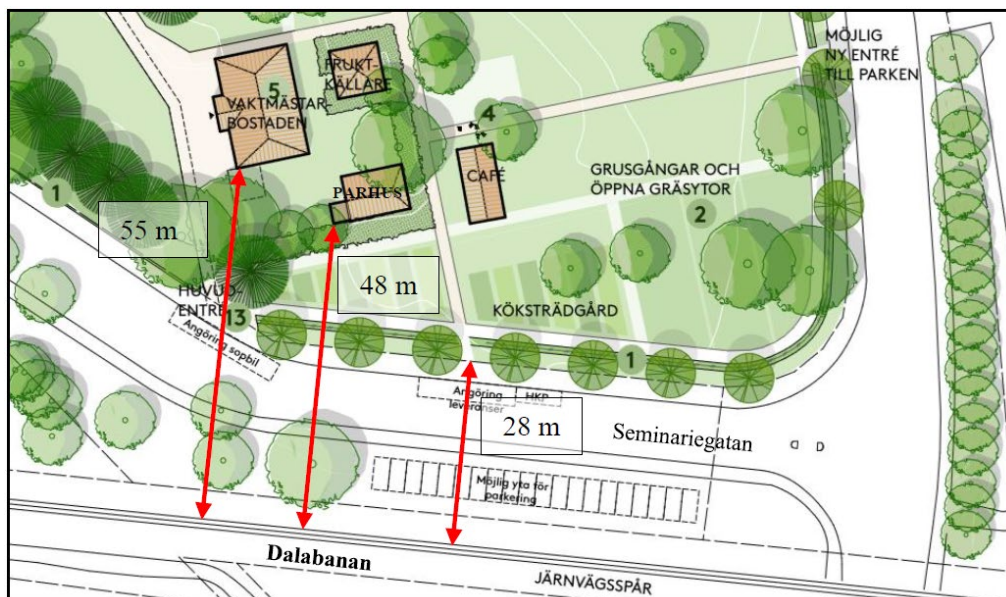 MÖJLIG
NY ENTRÉ
TILL PARKEN
FRUKT-
KÄLLARE
5
VAKTMÄSTAR-
BOSTADEN
4
CAFÉ
PARHUS
GRUSGÅNGAR OCH
ÖPPNA GRÄSYTOR
2
1
55 m
48 m
HUVUD-
ENTRÉ
13
Angöring sopbil
KÖKSTRÄDGÅRD
1
Angöring
leveranser
HKP
28 m
Seminariegatan
Möjlig yta för
parkering
Dalabanan
JÄRNVÄGSSPÅR